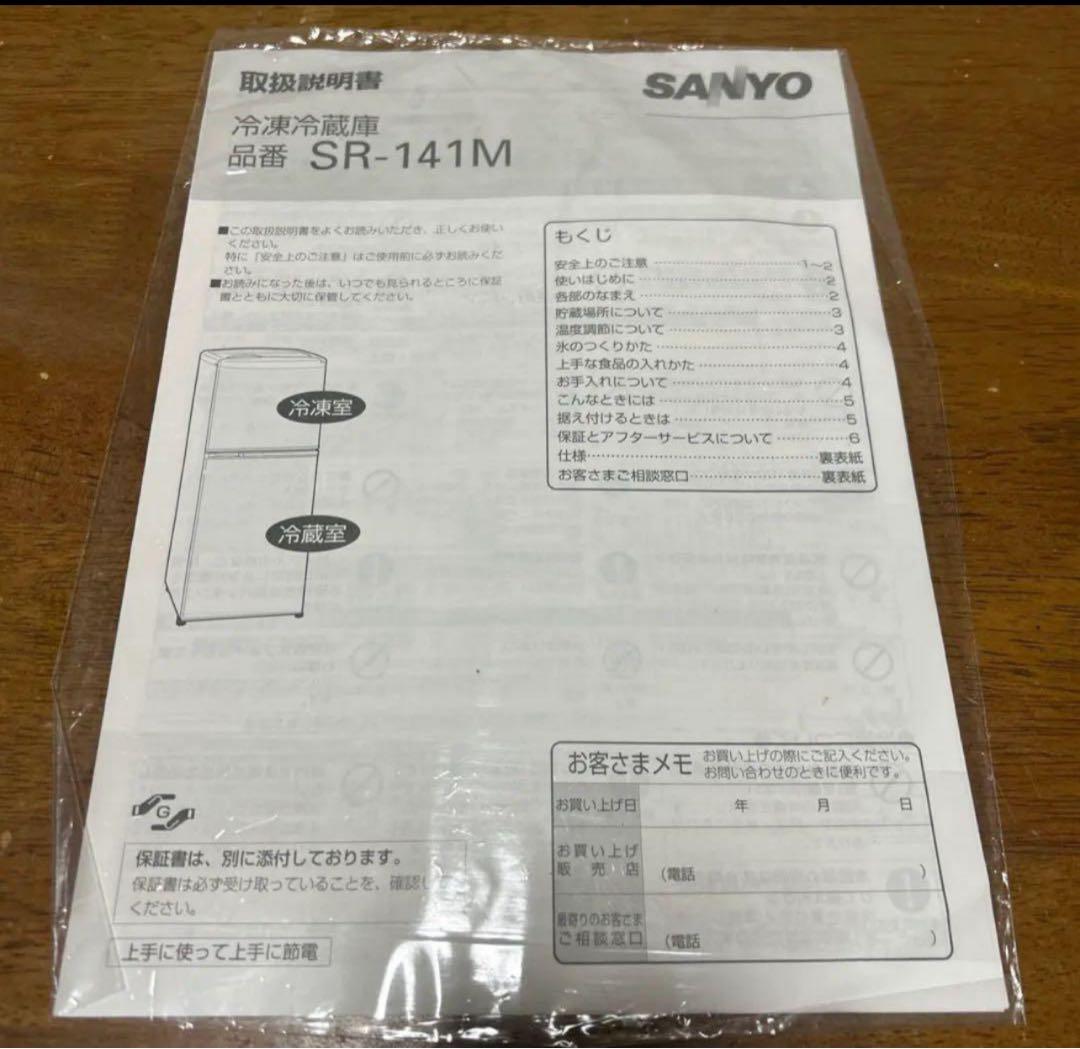 取扱説明書
SANYO
冷凍冷蔵庫
品番 SR-141M
■この取扱説明書をよくお読みいただき、正しくお使い
ください。
特に「安全上のご注意」はご使用前に必ずお読みくだ
さい。
■お読みになった後は、いつでも見られるところに保証
書とともに大切に保管してください。
もくじ
安全上のご注意 ………………………1~2
使いはじめに ………………………2
各部のなまえ ………………………2
貯蔵場所について ………………………3
温度調節について ………………………3
氷のつくりかた ………………………4
上手な食品の入れかた ………………………4
お手入れについて ………………………4
こんなときには ………………………5
据え付けるときは ………………………5
保証とアフターサービスについて …………6
仕様………………………裏表紙
お客さまご相談窓口………………裏表紙
冷凍室
冷蔵室
お客さまメモ
お買い上げの際にご記入ください。
お問い合わせのときに便利です。
お買い上げ日 年 月 日
お買い上げ
販売店 (電話 )
最寄りのお客さま
ご相談窓口 (電話 )
G
保証書は、別に添付しております。
保証書は必ず受け取っていることを、確認し
ください。
上手に使って上手に節電